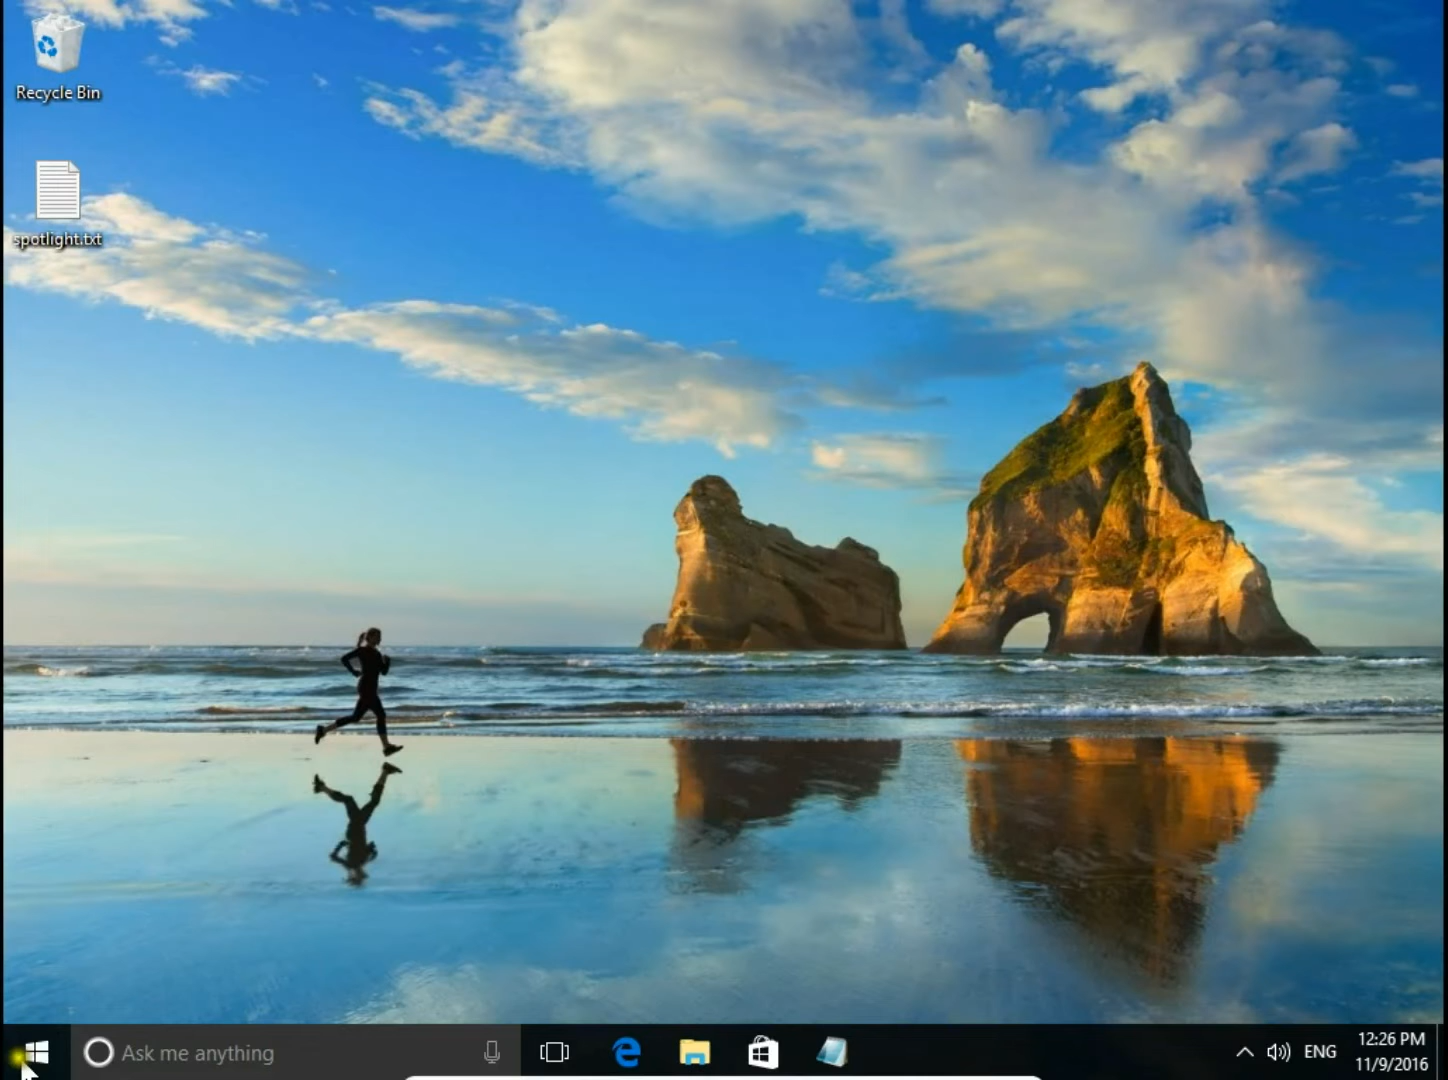 Recycle Bin
spotlight.txt
Ask me anything
ENG
12:26 PM
11/9/2016